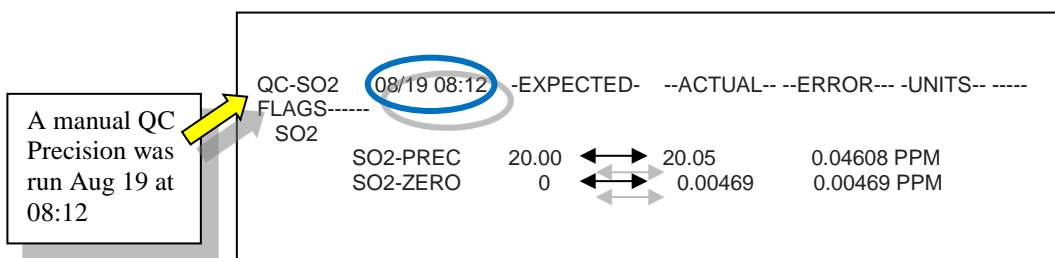 QC-SO2 08/19 08:12 -EXPECTED- --ACTUAL-- --ERROR--- -UNITS-- -----
FLAGS------
SO2
SO2-PREC 20.00 20.05 0.04608 PPM
SO2-ZERO 0 0.00469 0.00469 PPM
A manual QC
Precision was
run Aug 19 at
08:12